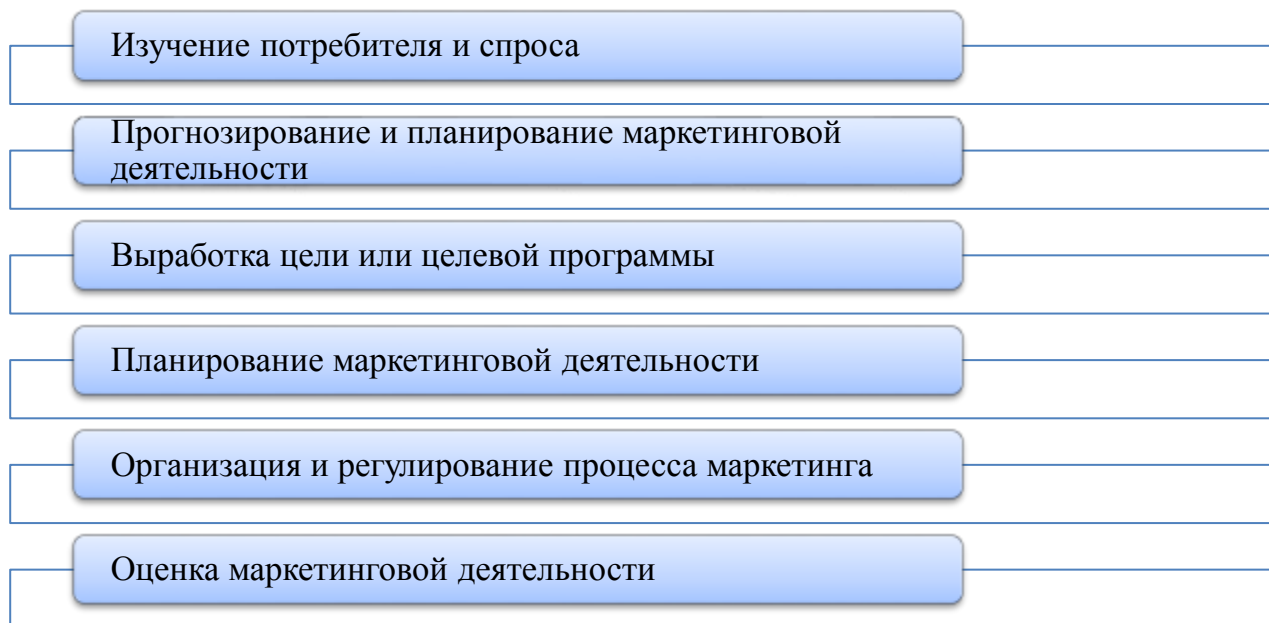 Изучение потребителя и спроса
Прогнозирование и планирование маркетинговой
деятельности
Выработка цели или целевой программы
Планирование маркетинговой деятельности
Организация и регулирование процесса маркетинга
Оценка маркетинговой деятельности